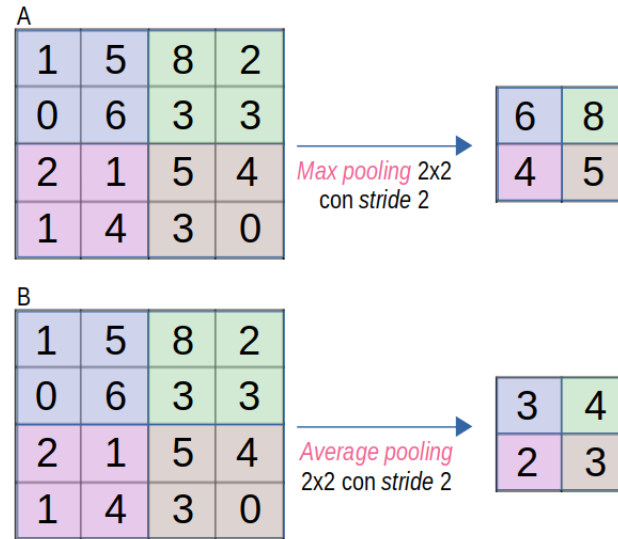 A
1 5 8 2
0 6 3 3
2 1 5 4
1 4 3 0
Max pooling 2x2
con stride 2
6 8
4 5
B
1 5 8 2
0 6 3 3
2 1 5 4
1 4 3 0
Average pooling
2x2 con stride 2
3 4
2 3